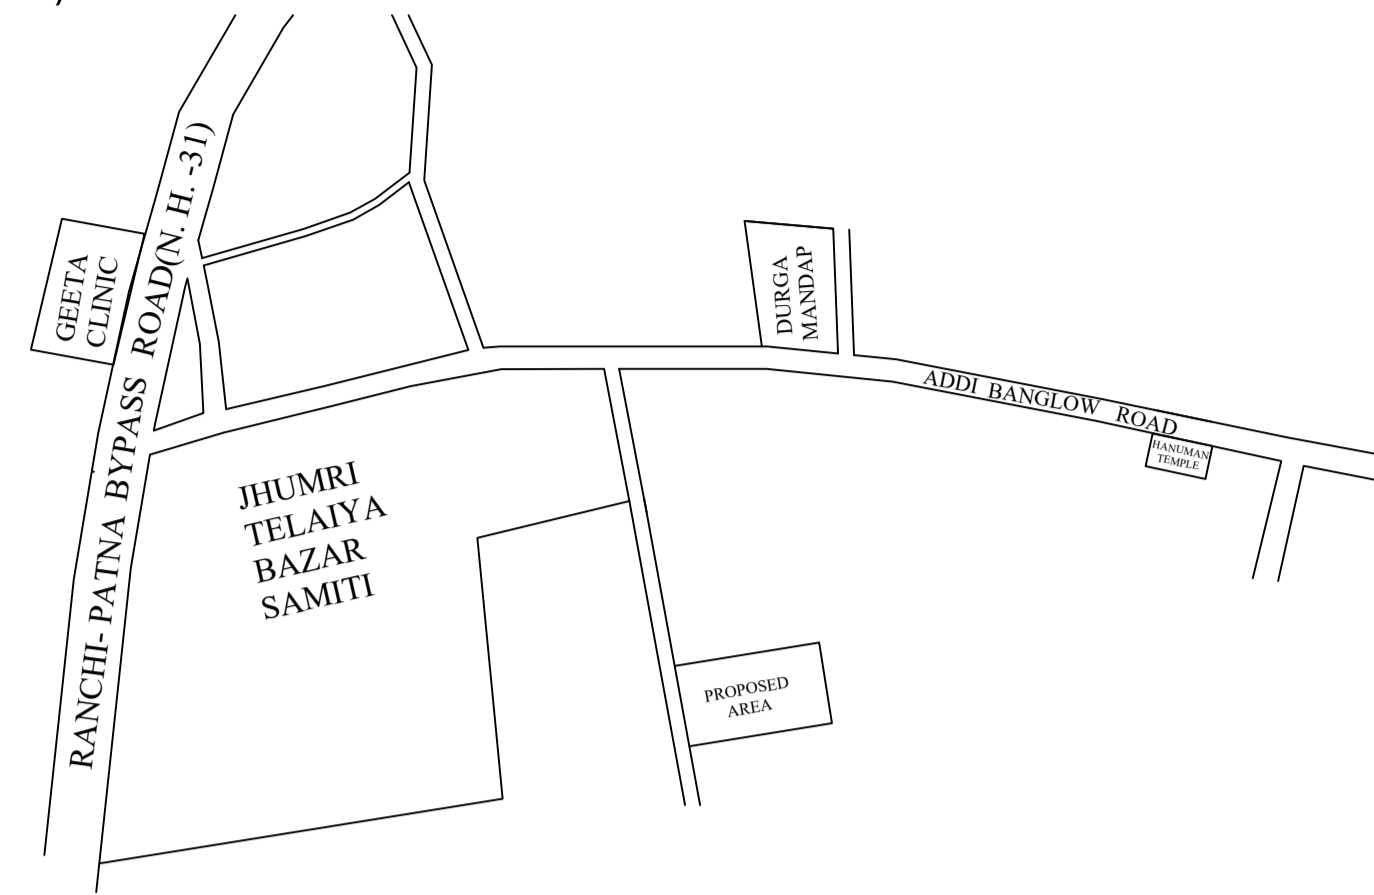 RANCHI- PATNA BYPASS ROAD(N. H. -31)
GEETA
CLINIC
DURGA
MANDAP
ADDI BANGLOW ROAD
HANUMAN
TEMPLE
JHUMRI
TELAIYA
BAZAR
SAMITI
PROPOSED
AREA